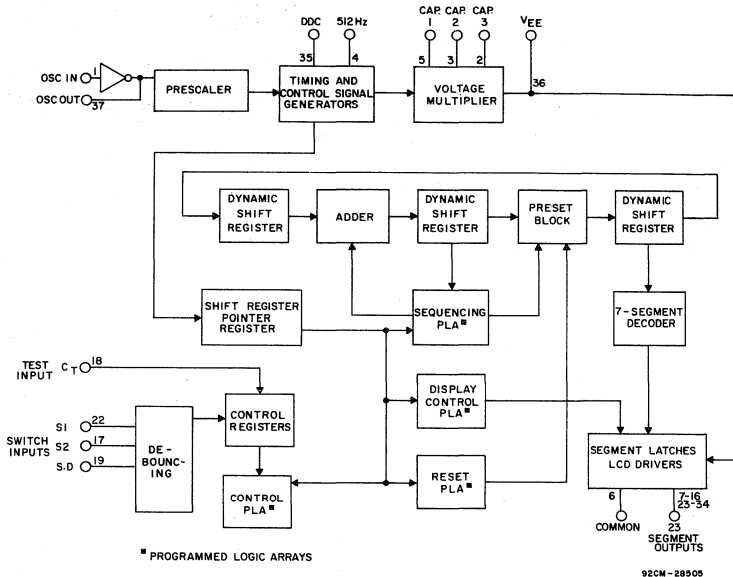 CAP. CAP. CAP.
DDC 512 Hz 1 2 3 VEE
35 4 5 3 2 36
OSC IN 1
OSC OUT 37
PRESCALER
TIMING AND
CONTROL SIGNAL
GENERATORS
VOLTAGE
MULTIPLIER
DYNAMIC
SHIFT
REGISTER
ADDER
DYNAMIC
SHIFT
REGISTER
PRESET
BLOCK
DYNAMIC
SHIFT
REGISTER
SHIFT REGISTER
POINTER
REGISTER
SEQUENCING
PLA■
7-SEGMENT
DECODER
TEST
INPUT CT 18
SWITCH
INPUTS
S1 22
S2 17
S.D 19
DE-
BOUNC-
ING
CONTROL
REGISTERS
CONTROL
PLA■
DISPLAY
CONTROL
PLA■
RESET
PLA■
SEGMENT LATCHES
LCD DRIVERS
6
COMMON
7-16
23-34
23
SEGMENT
OUTPUTS
■ PROGRAMMED LOGIC ARRAYS
92CM-28505